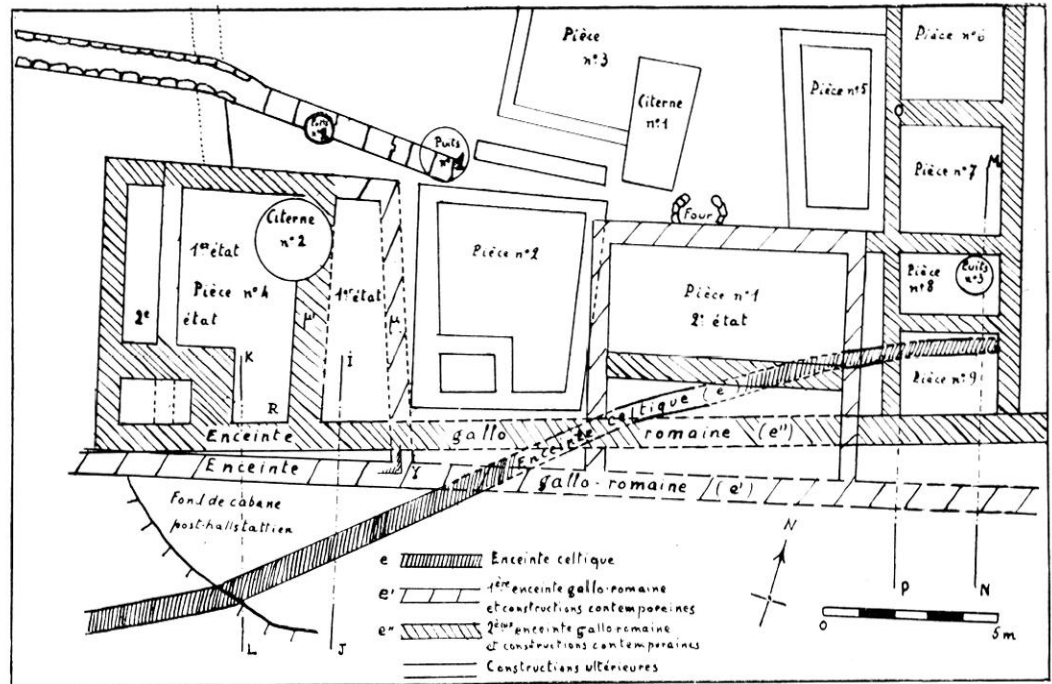 Pièce
n°3
Citerne
n°1
Pièce n°5
Pièce n°6
O
Puits
Puits
n°
Pièce n°7
M
Citerne
n°2
1er état
Pièce n°4
2e
état
1er état
μ'
μ
Pièce n°2
Four
Pièce n°1
2e état
Pièce
n°8
Puits
n°3
Pièce n°9
K
I
R
Enceinte celtique (e)
Enceinte gallo romaine (e")
Enceinte gallo-romaine (e')
γ
Fond de cabane
post-hallstattien
N
e Enceinte celtique
e' 1ère enceinte gallo-romaine
et constructions contemporaines
e" 2ème enceinte gallo romaine
et constructions contemporaines
Constructions ultérieures
L
J
P
N
0
5m